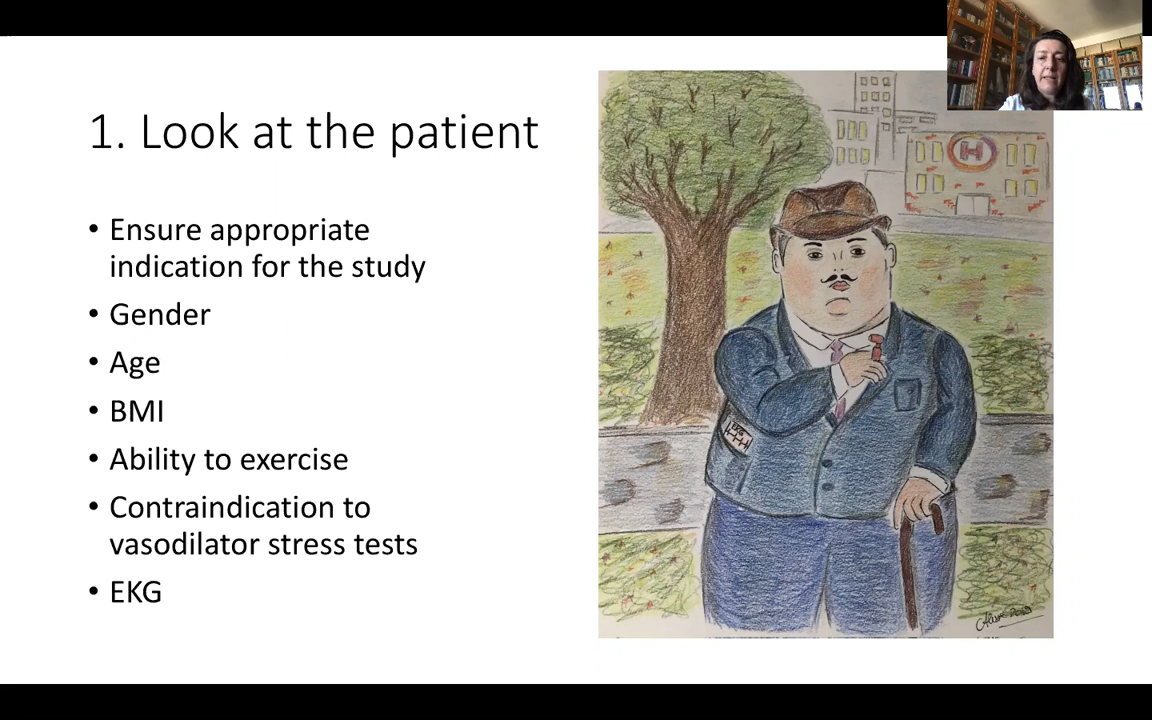 1. Look at the patient
• Ensure appropriate
indication for the study
• Gender
• Age
• BMI
• Ability to exercise
• Contraindication to
vasodilator stress tests
• EKG
H